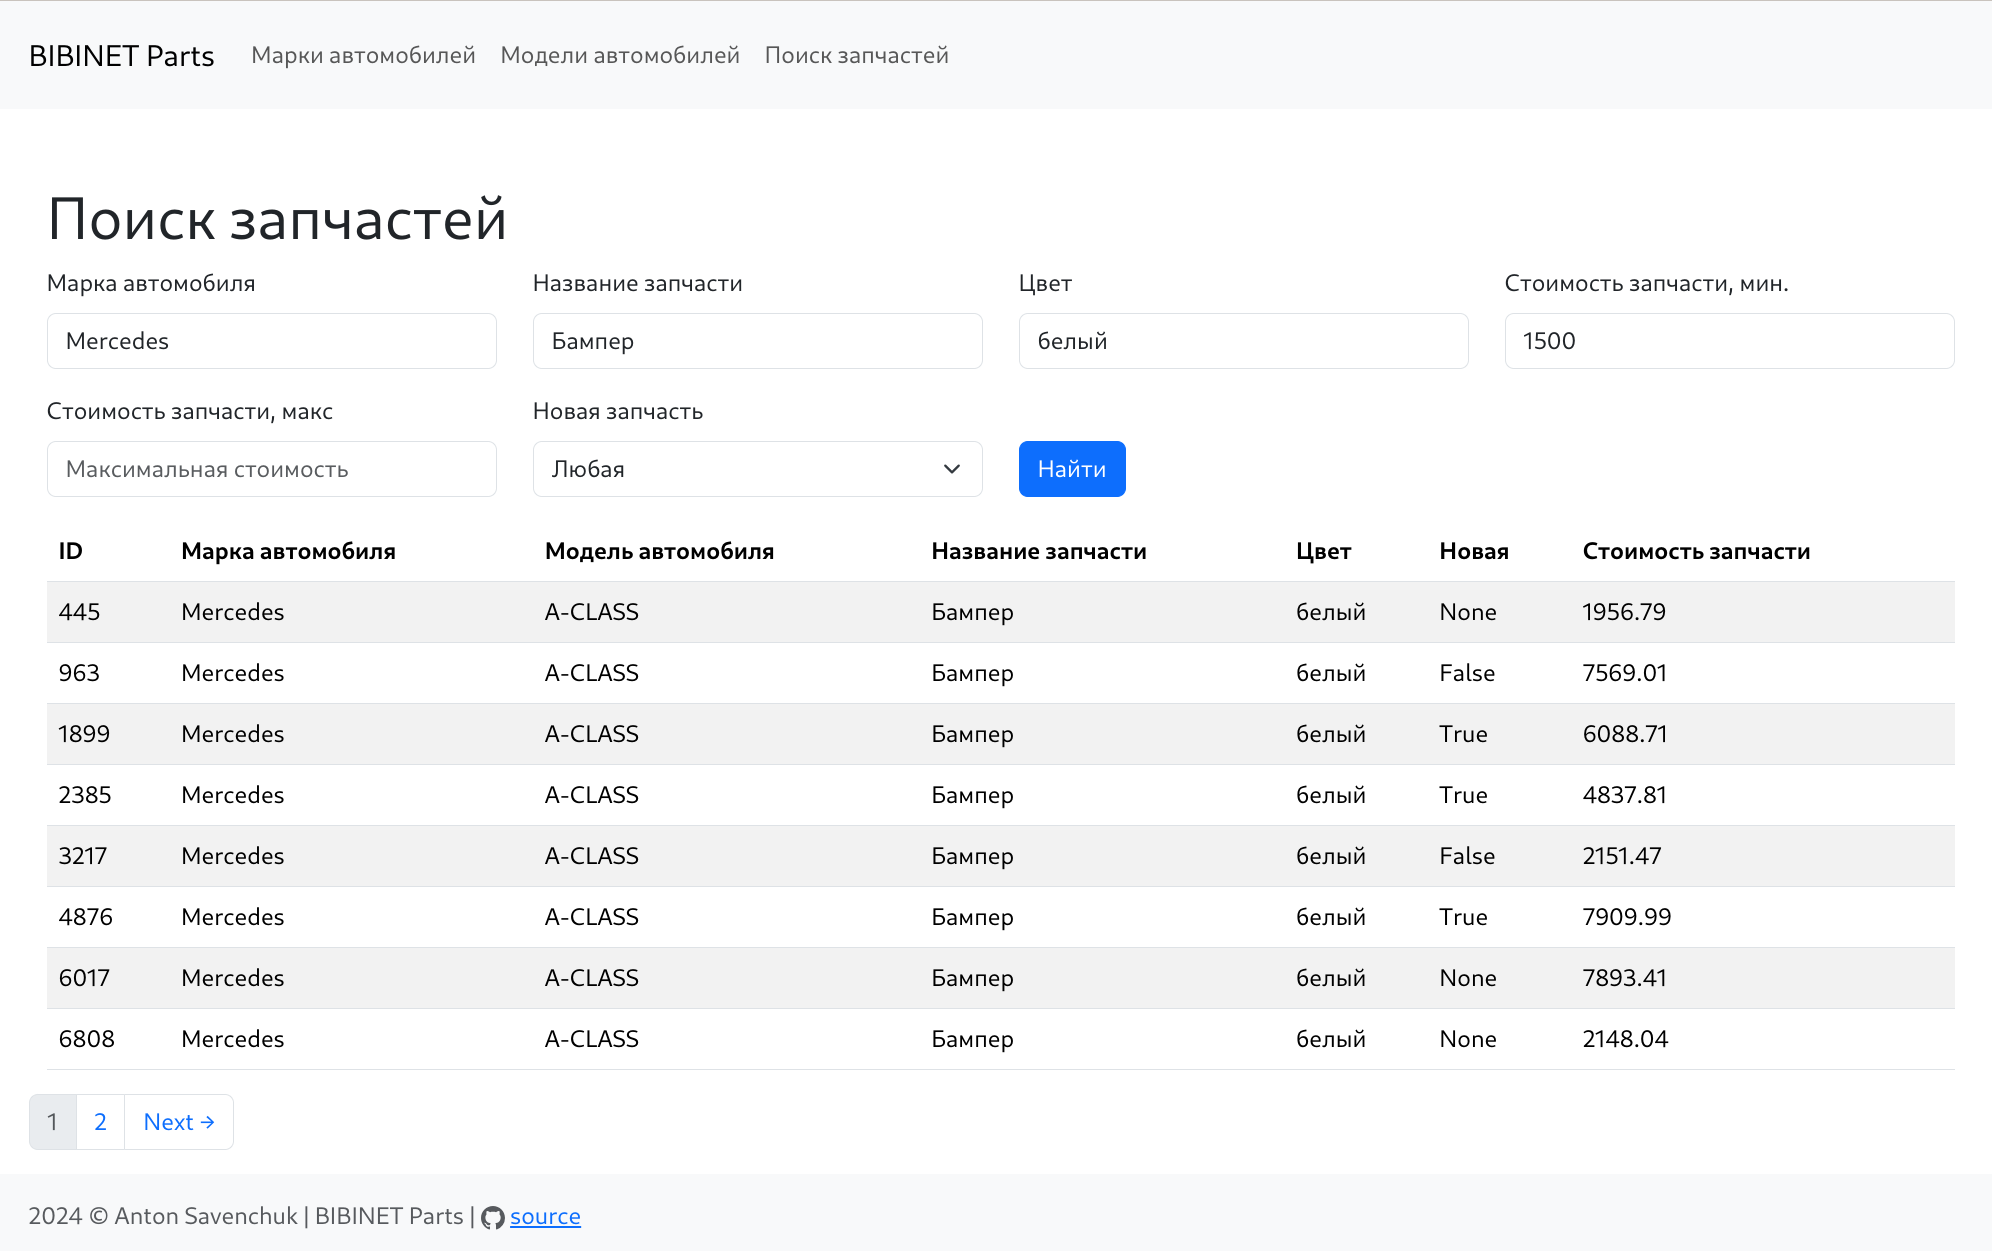 BIBINET Parts Марки автомобилей Модели автомобилей Поиск запчастей
Поиск запчастей
Марка автомобиля Название запчасти Цвет Стоимость запчасти, мин.
Mercedes Бампер белый 1500
Стоимость запчасти, макс Новая запчасть
Максимальная стоимость Любая Найти
ID Марка автомобиля Модель автомобиля Название запчасти Цвет Новая Стоимость запчасти
445 Mercedes A-CLASS Бампер белый None 1956.79
963 Mercedes A-CLASS Бампер белый False 7569.01
1899 Mercedes A-CLASS Бампер белый True 6088.71
2385 Mercedes A-CLASS Бампер белый True 4837.81
3217 Mercedes A-CLASS Бампер белый False 2151.47
4876 Mercedes A-CLASS Бампер белый True 7909.99
6017 Mercedes A-CLASS Бампер белый None 7893.41
6808 Mercedes A-CLASS Бампер белый None 2148.04
1 2 Next →
2024 © Anton Savenchuk | BIBINET Parts | source